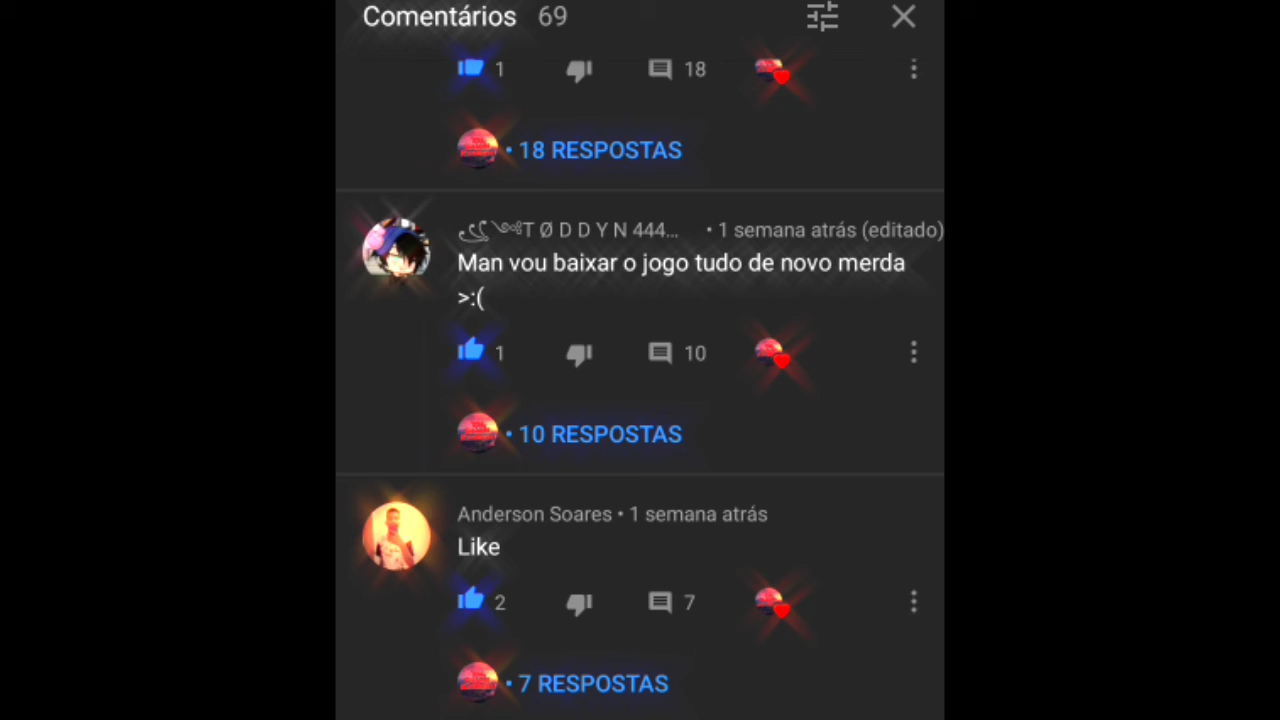 Comentários 69
1 18
• 18 RESPOSTAS
T Ø D D Y N 444... • 1 semana atrás (editado)
Man vou baixar o jogo tudo de novo merda
>:(
1 10
• 10 RESPOSTAS
Anderson Soares • 1 semana atrás
Like
2 7
• 7 RESPOSTAS